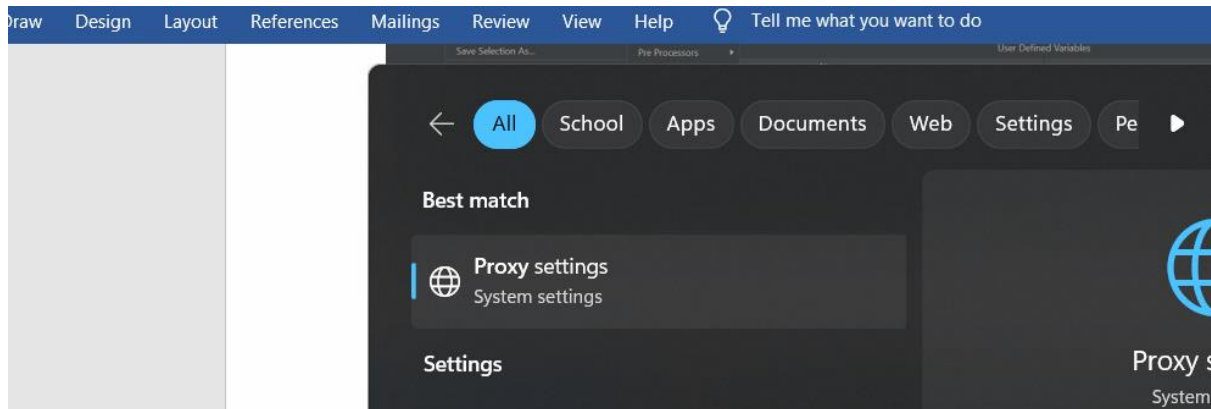 Draw Design Layout References Mailings Review View Help Tell me what you want to do
Save Selection As... Pre Processors User Defined Variables
All School Apps Documents Web Settings Pe
Best match
Proxy settings
System settings
Settings
Proxy s
System